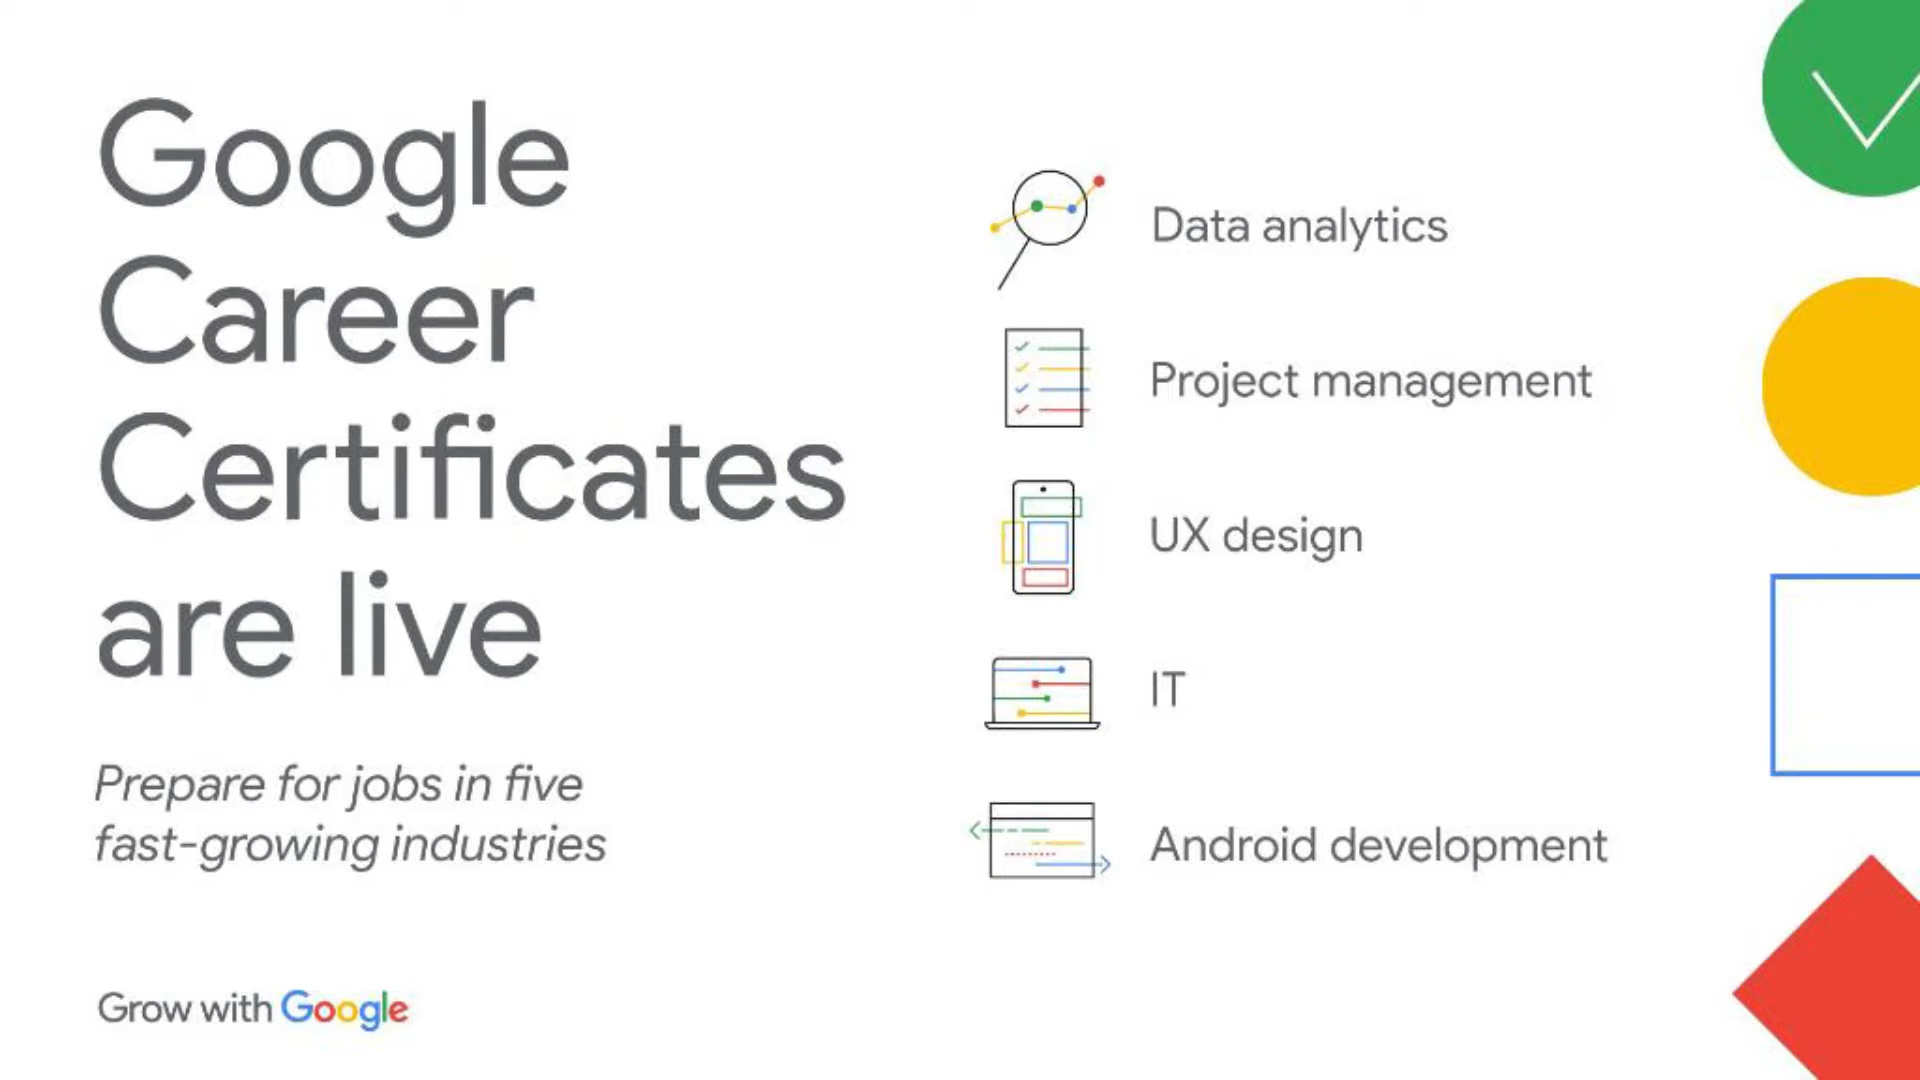 Google
Career
Certificates
are live
Prepare for jobs in five
fast-growing industries
Grow with Google
Data analytics
Project management
UX design
IT
Android development